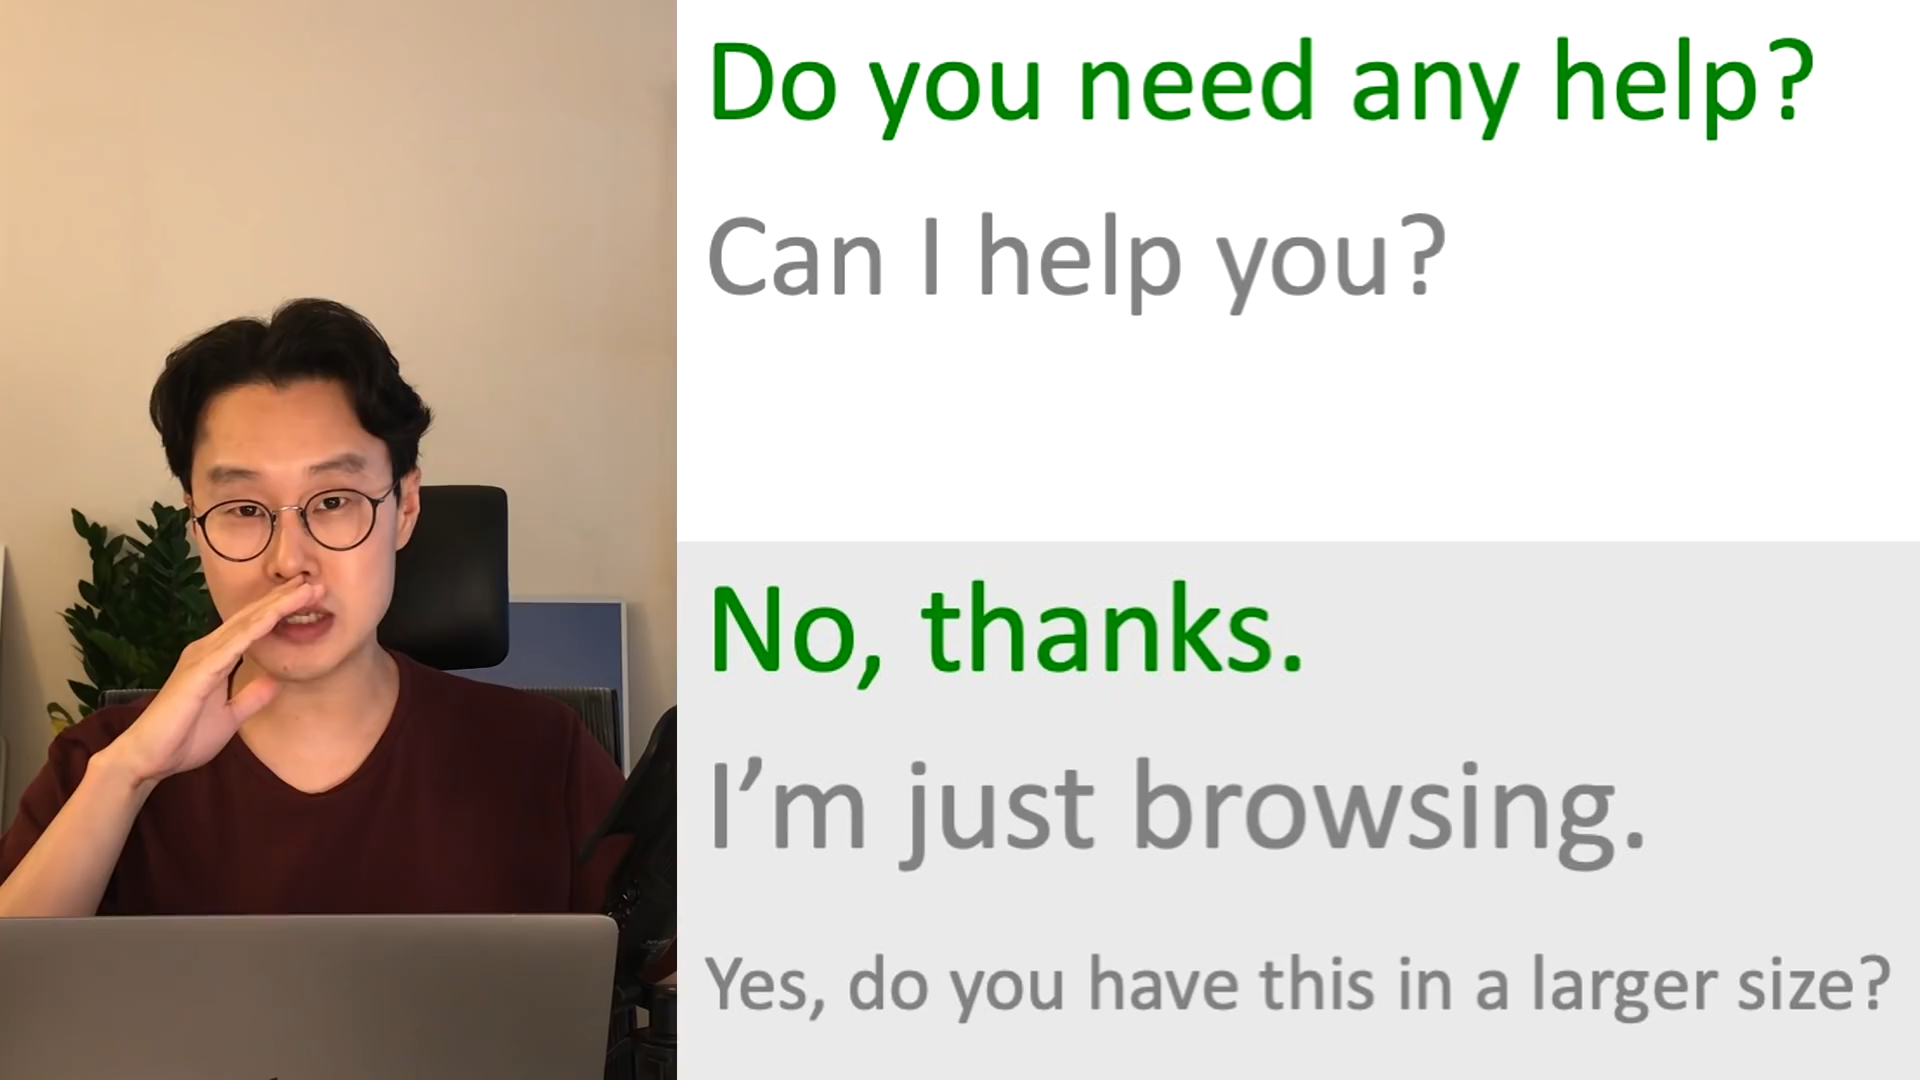 Do you need any help?
Can I help you?
No, thanks.
I’m just browsing.
Yes, do you have this in a larger size?